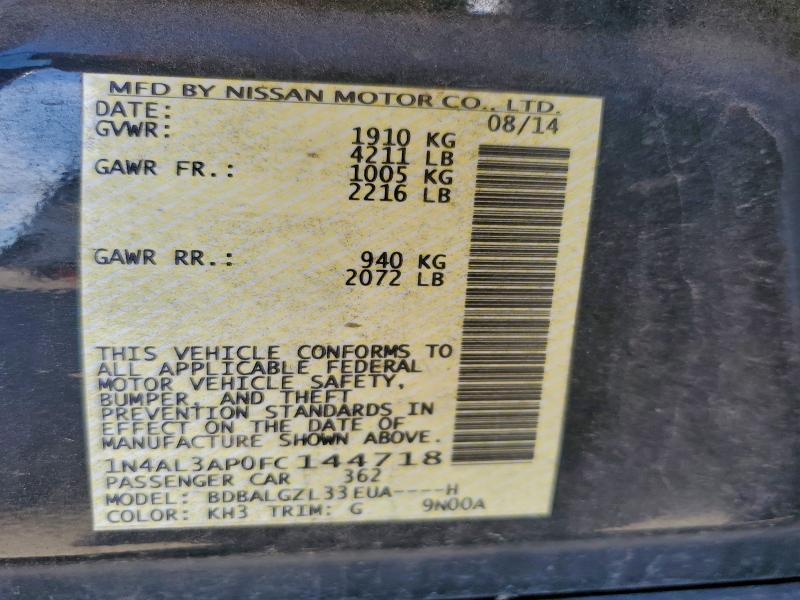 MFD BY NISSAN MOTOR CO., LTD.
DATE: 08/14
GVWR: 1910 KG
4211 LB
GAWR FR.: 1005 KG
2216 LB
GAWR RR.: 940 KG
2072 LB
THIS VEHICLE CONFORMS TO
ALL APPLICABLE FEDERAL
MOTOR VEHICLE SAFETY,
BUMPER, AND THEFT
PREVENTION STANDARDS IN
EFFECT ON THE DATE OF
MANUFACTURE SHOWN ABOVE.
1N4AL3AP0FC144718
PASSENGER CAR 362
MODEL: BDBALGZL33EUA----H
COLOR: KH3 TRIM: G 9N00A